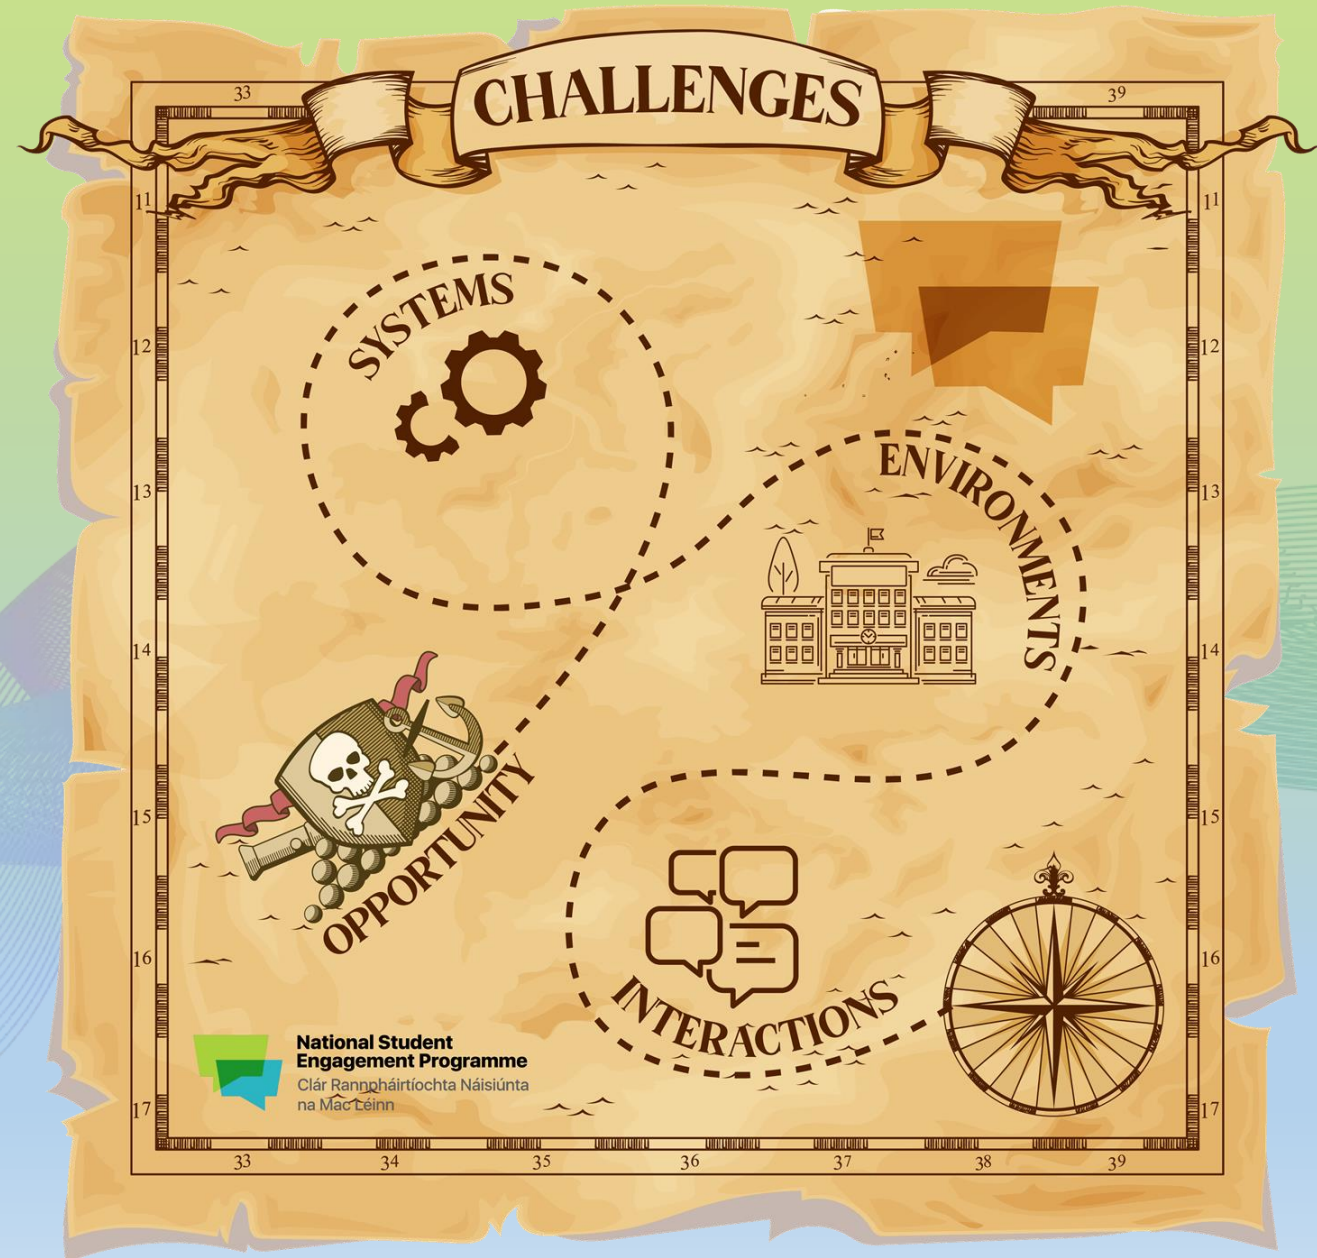 CHALLENGES
33
39
11
11
SYSTEMS
12
12
ENVIRONMENTS
13
13
14
14
OPPORTUNITY
15
15
INTERACTIONS
16
16
National Student
Engagement Programme
Clár Rannpháirtíochta Náisiúnta
na Mac Léinn
17
17
33
34
35
36
37
38
39